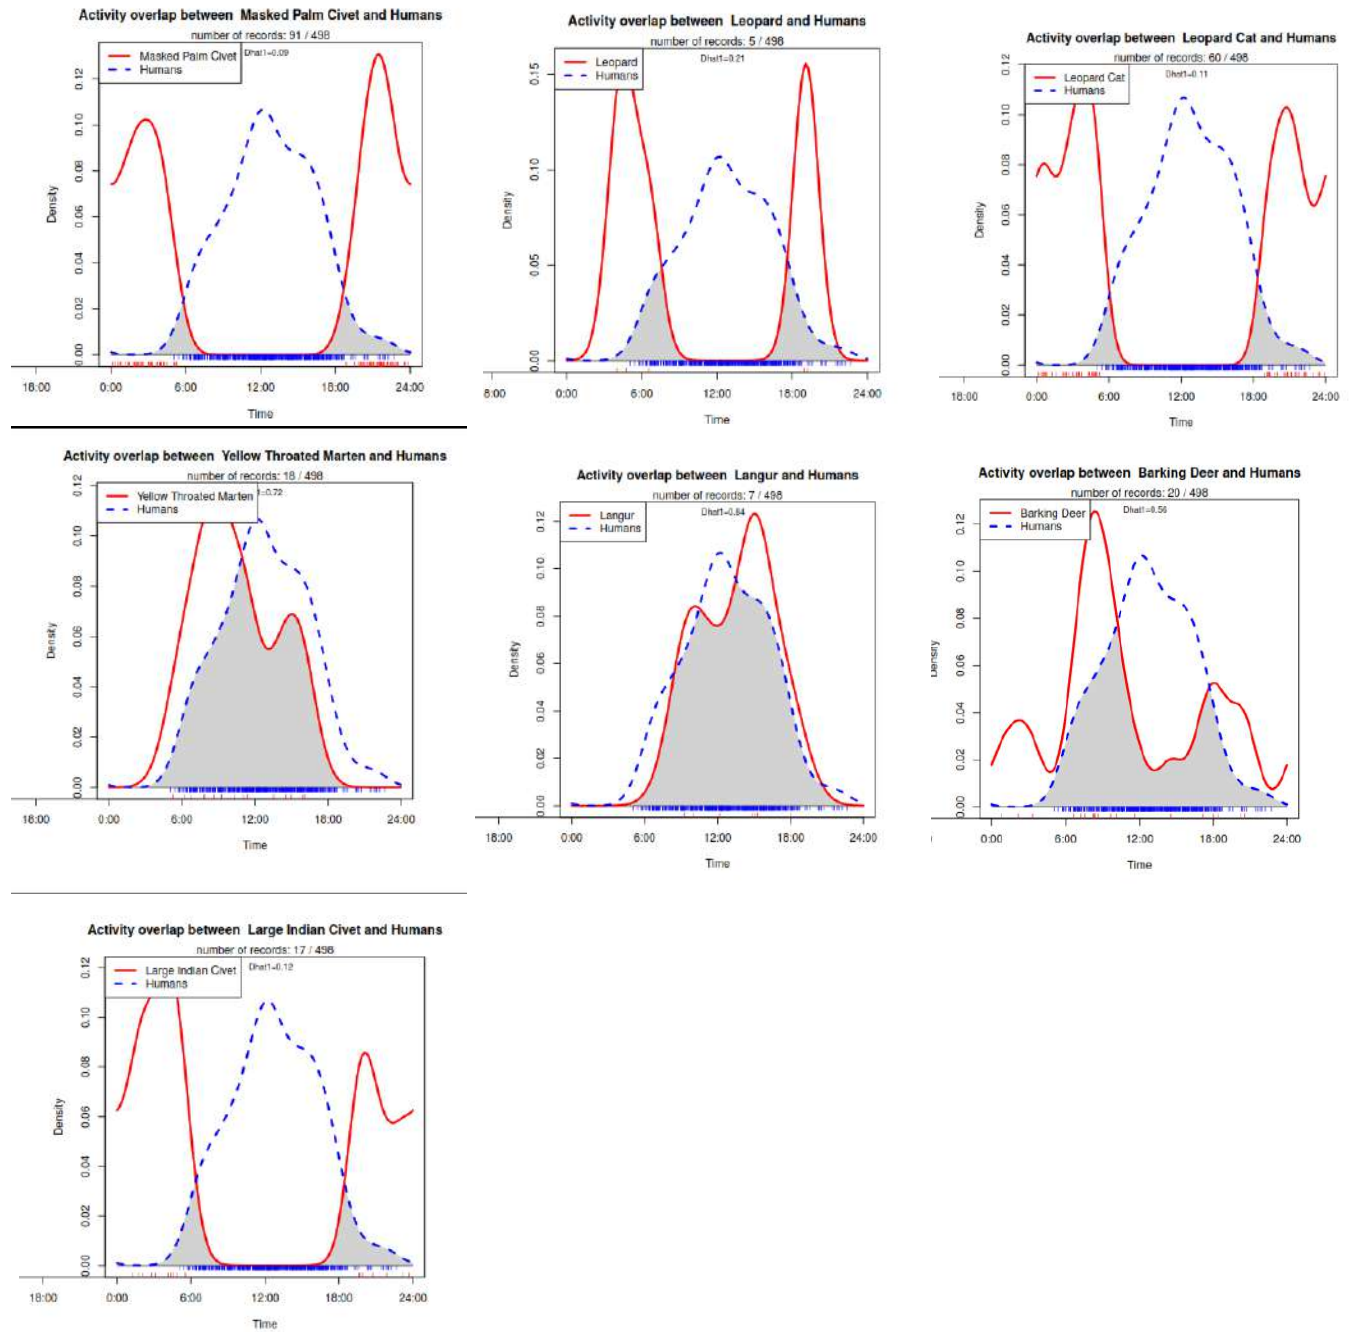 Activity overlap between Masked Palm Civet and Humans
number of records: 91 / 498
Dhat1=0.09
Masked Palm Civet
Humans
Density
0.00 0.02 0.04 0.06 0.08 0.10 0.12
18:00 0:00 6:00 12:00 18:00 24:00
Time
Activity overlap between Leopard and Humans
number of records: 5 / 498
Dhat1=0.21
Leopard
Humans
Density
0.00 0.05 0.10 0.15
8:00 0:00 6:00 12:00 18:00 24:00
Time
Activity overlap between Leopard Cat and Humans
number of records: 60 / 498
Dhat1=0.11
Leopard Cat
Humans
Density
0.00 0.02 0.04 0.06 0.08 0.10 0.12
18:00 0:00 6:00 12:00 18:00 24:00
Time
Activity overlap between Yellow Throated Marten and Humans
number of records: 18 / 498
1=0.72
Yellow Throated Marten
Humans
Density
0.00 0.02 0.04 0.06 0.08 0.10 0.12
18:00 0:00 6:00 12:00 18:00 24:00
Time
Activity overlap between Langur and Humans
number of records: 7 / 498
Dhat1=0.84
Langur
Humans
Density
0.00 0.02 0.04 0.06 0.08 0.10 0.12
18:00 0:00 6:00 12:00 18:00 24:00
Time
Activity overlap between Barking Deer and Humans
number of records: 20 / 498
Dhat1=0.56
Barking Deer
Humans
Density
0.00 0.02 0.04 0.06 0.08 0.10 0.12
0:00 6:00 12:00 18:00 24:00
Time
Activity overlap between Large Indian Civet and Humans
number of records: 17 / 498
Dhat1=0.12
Large Indian Civet
Humans
Density
0.00 0.02 0.04 0.06 0.08 0.10 0.12
18:00 0:00 6:00 12:00 18:00 24:00
Time